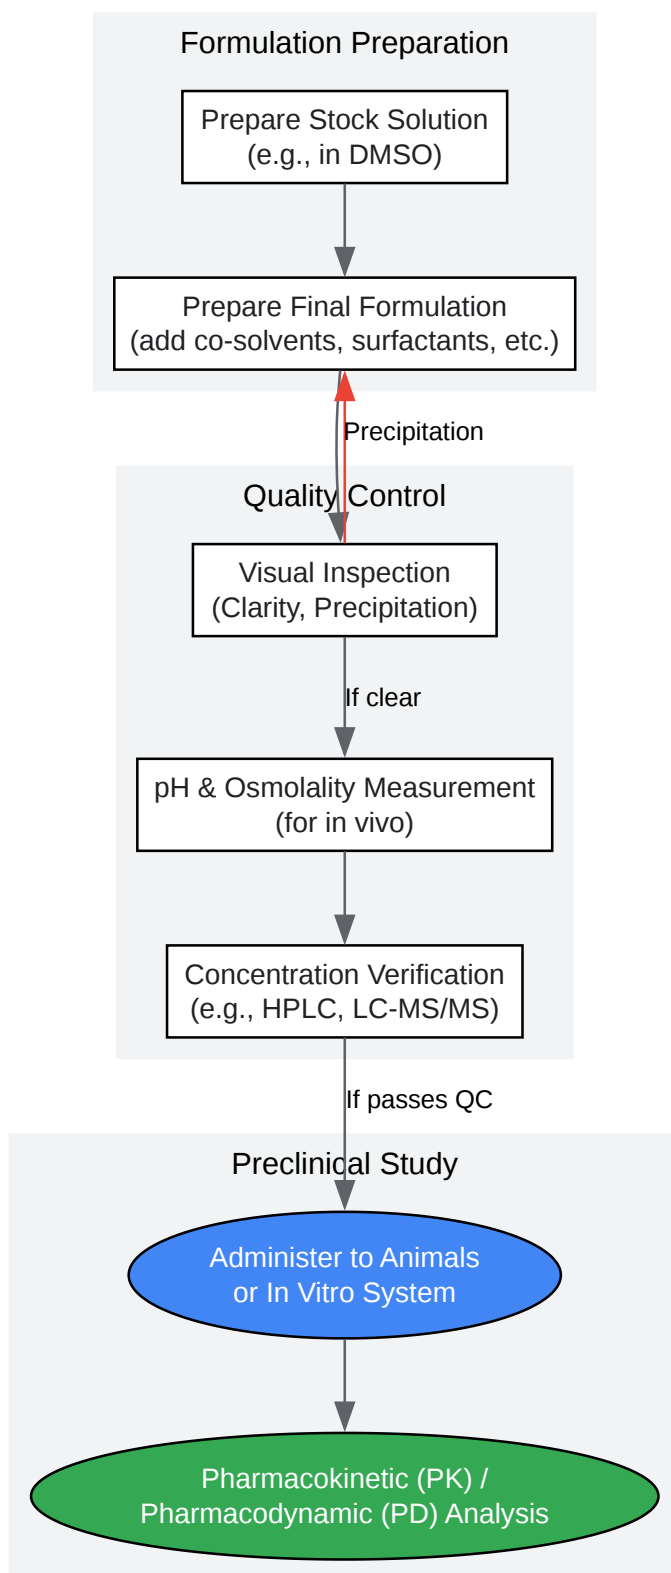 Formulation Preparation
Prepare Stock Solution
(e.g., in DMSO)
Prepare Final Formulation
(add co-solvents, surfactants, etc.)
Precipitation
Quality Control
Visual Inspection
(Clarity, Precipitation)
If clear
pH & Osmolality Measurement
(for in vivo)
Concentration Verification
(e.g., HPLC, LC-MS/MS)
If passes QC
Preclinical Study
Administer to Animals
or In Vitro System
Pharmacokinetic (PK) /
Pharmacodynamic (PD) Analysis